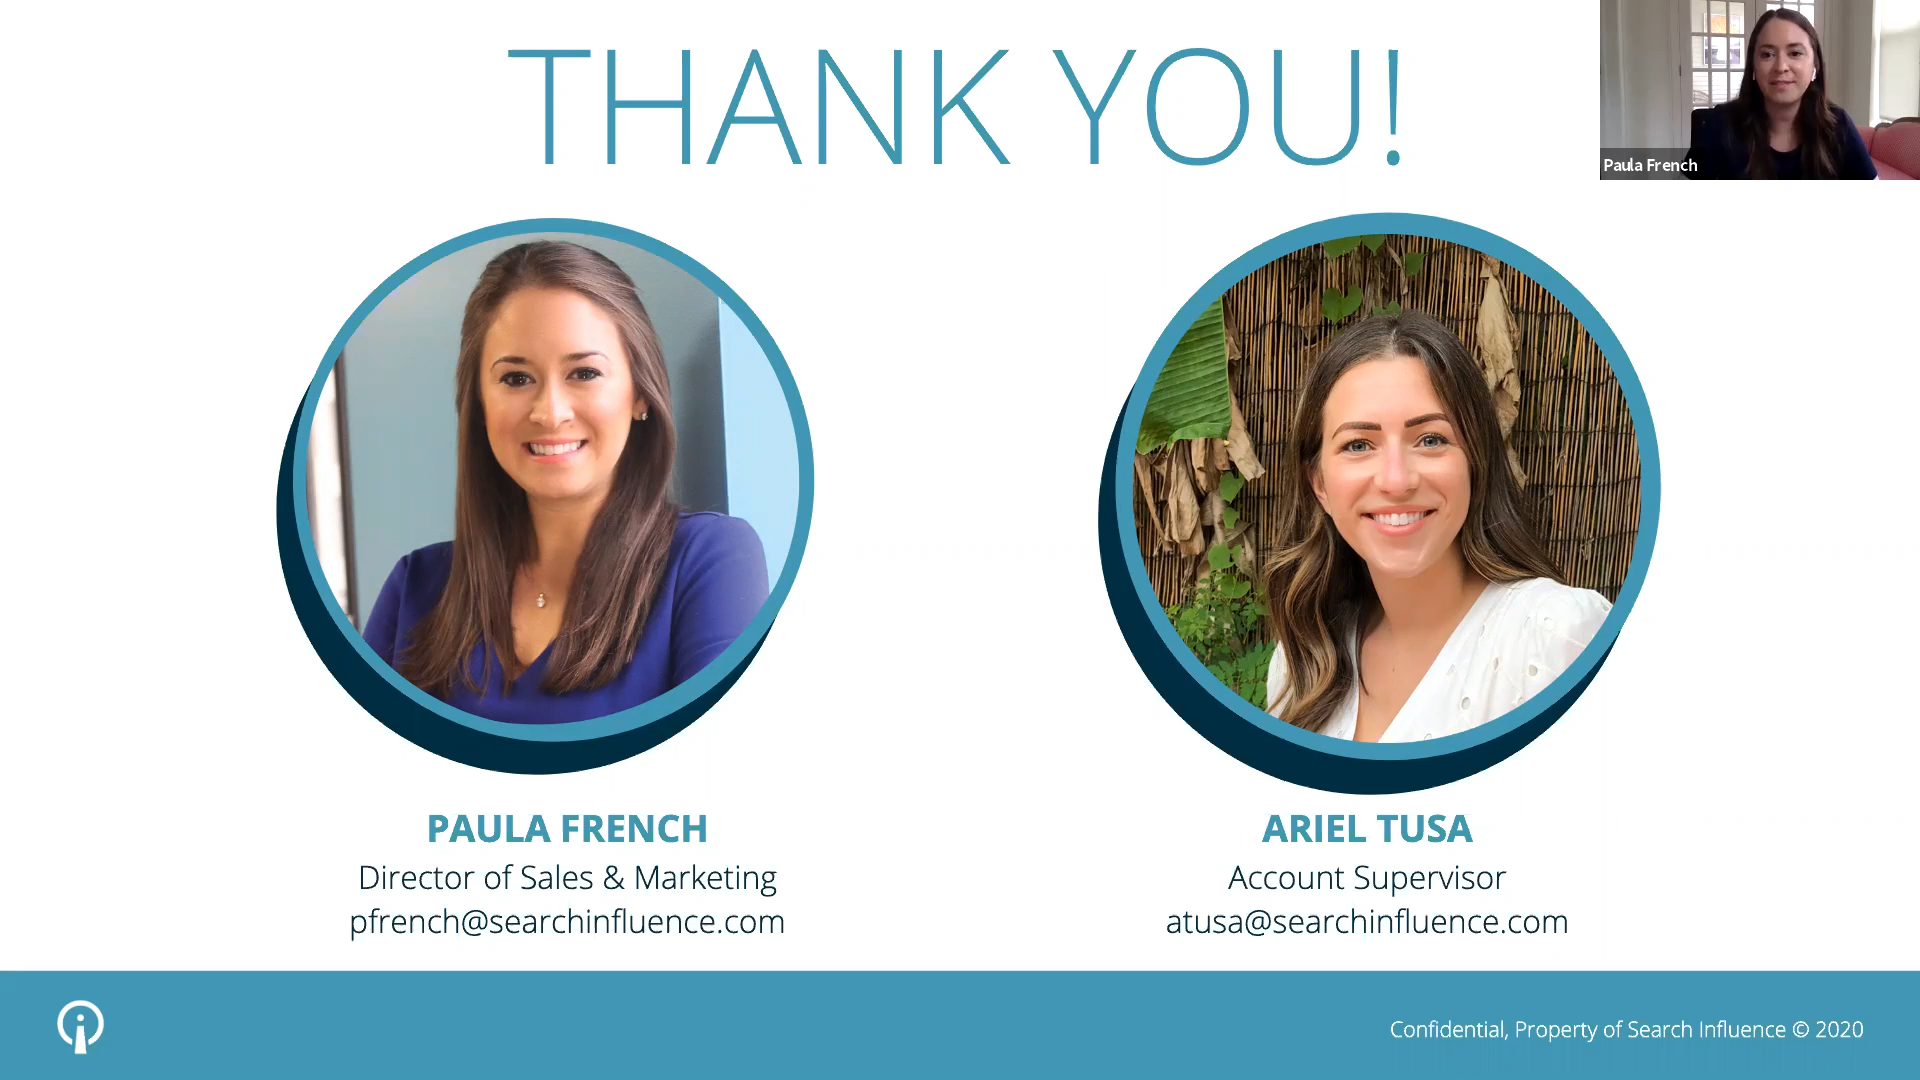 THANK YOU!
Paula French
PAULA FRENCH
Director of Sales & Marketing
pfrench@searchinfluence.com
ARIEL TUSA
Account Supervisor
atusa@searchinfluence.com
Confidential, Property of Search Influence © 2020